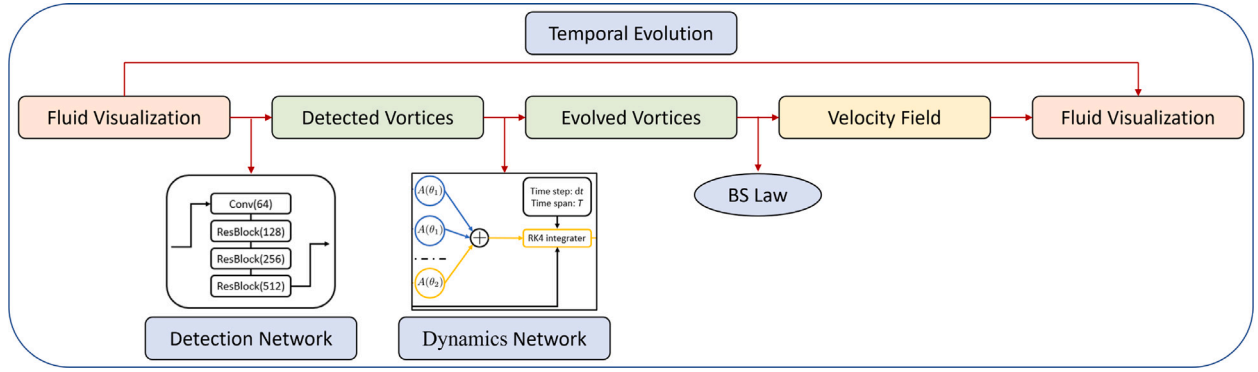 Temporal Evolution
Fluid Visualization
Detected Vortices
Evolved Vortices
Velocity Field
Fluid Visualization
Conv(64)
ResBlock(128)
ResBlock(256)
ResBlock(512)
Detection Network
A(θ₁)
A(θ₁)
A(θ₂)
Time step: dt
Time span: T
RK4 integrater
Dynamics Network
BS Law